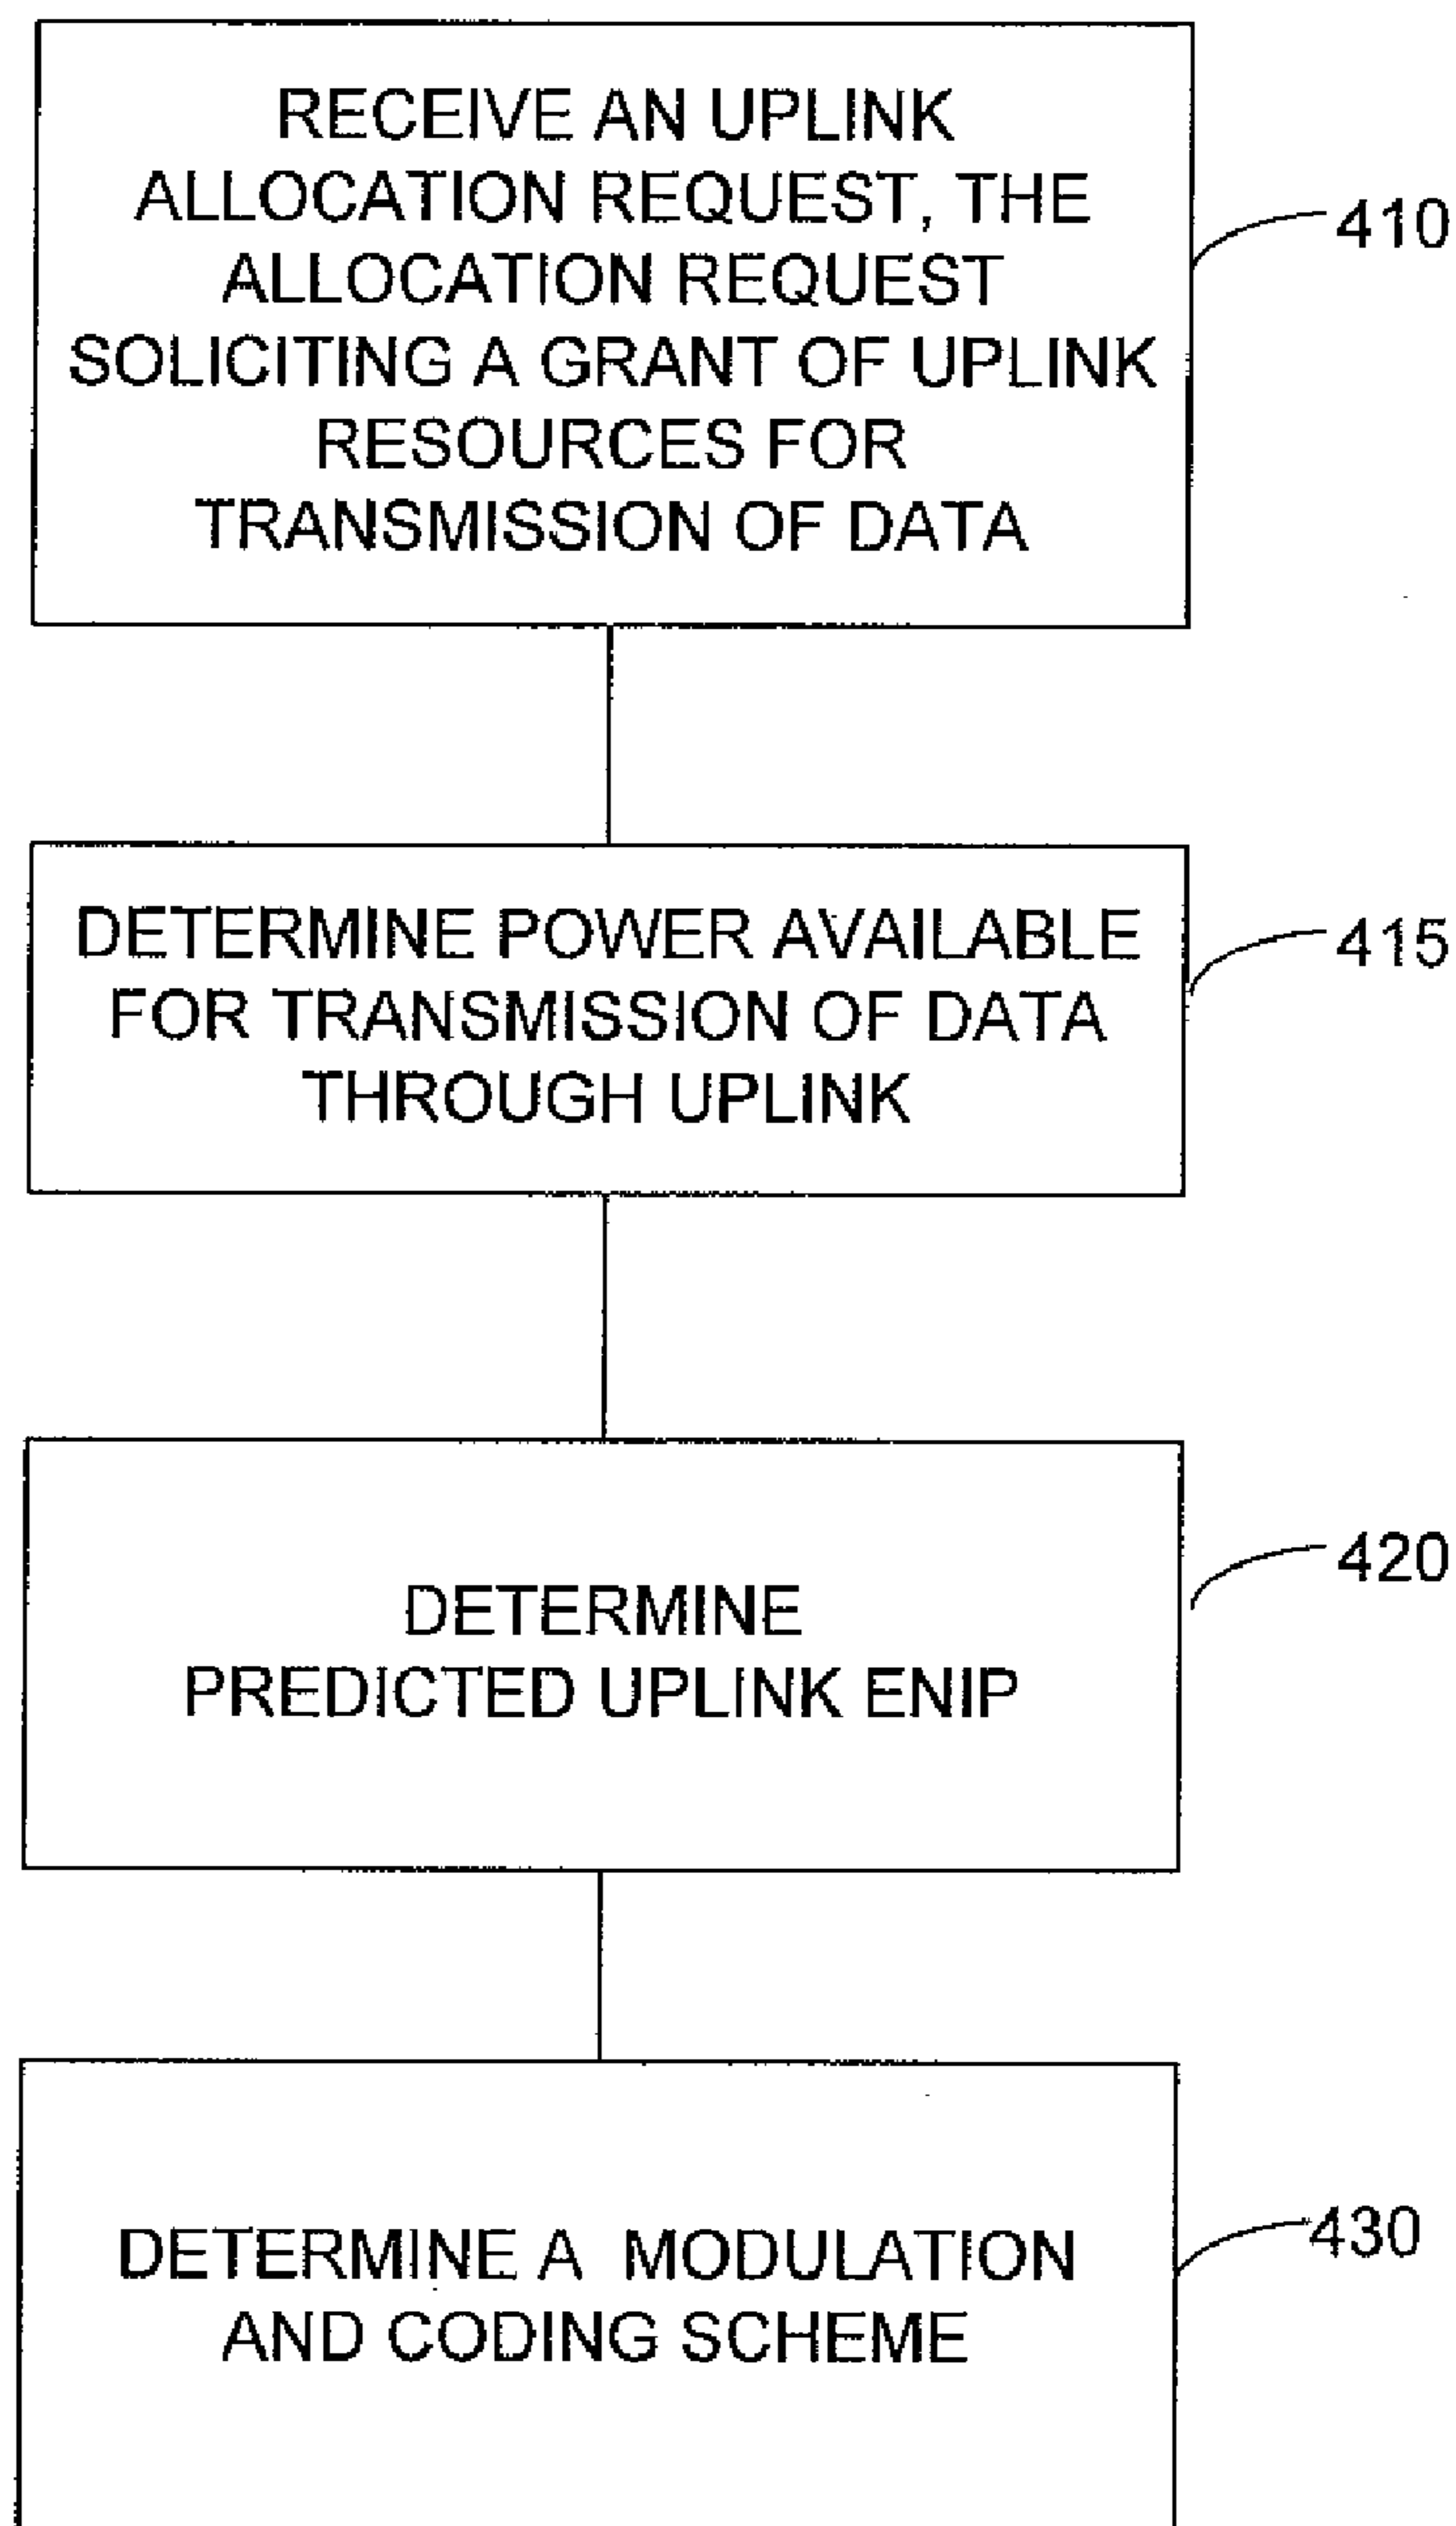 RECEIVE AN UPLINK
ALLOCATION REQUEST, THE
ALLOCATION REQUEST
SOLICITING A GRANT OF UPLINK
RESOURCES FOR
TRANSMISSION OF DATA
410
DETERMINE POWER AVAILABLE
FOR TRANSMISSION OF DATA
THROUGH UPLINK
415
DETERMINE
PREDICTED UPLINK ENIP
420
DETERMINE A MODULATION
AND CODING SCHEME
430